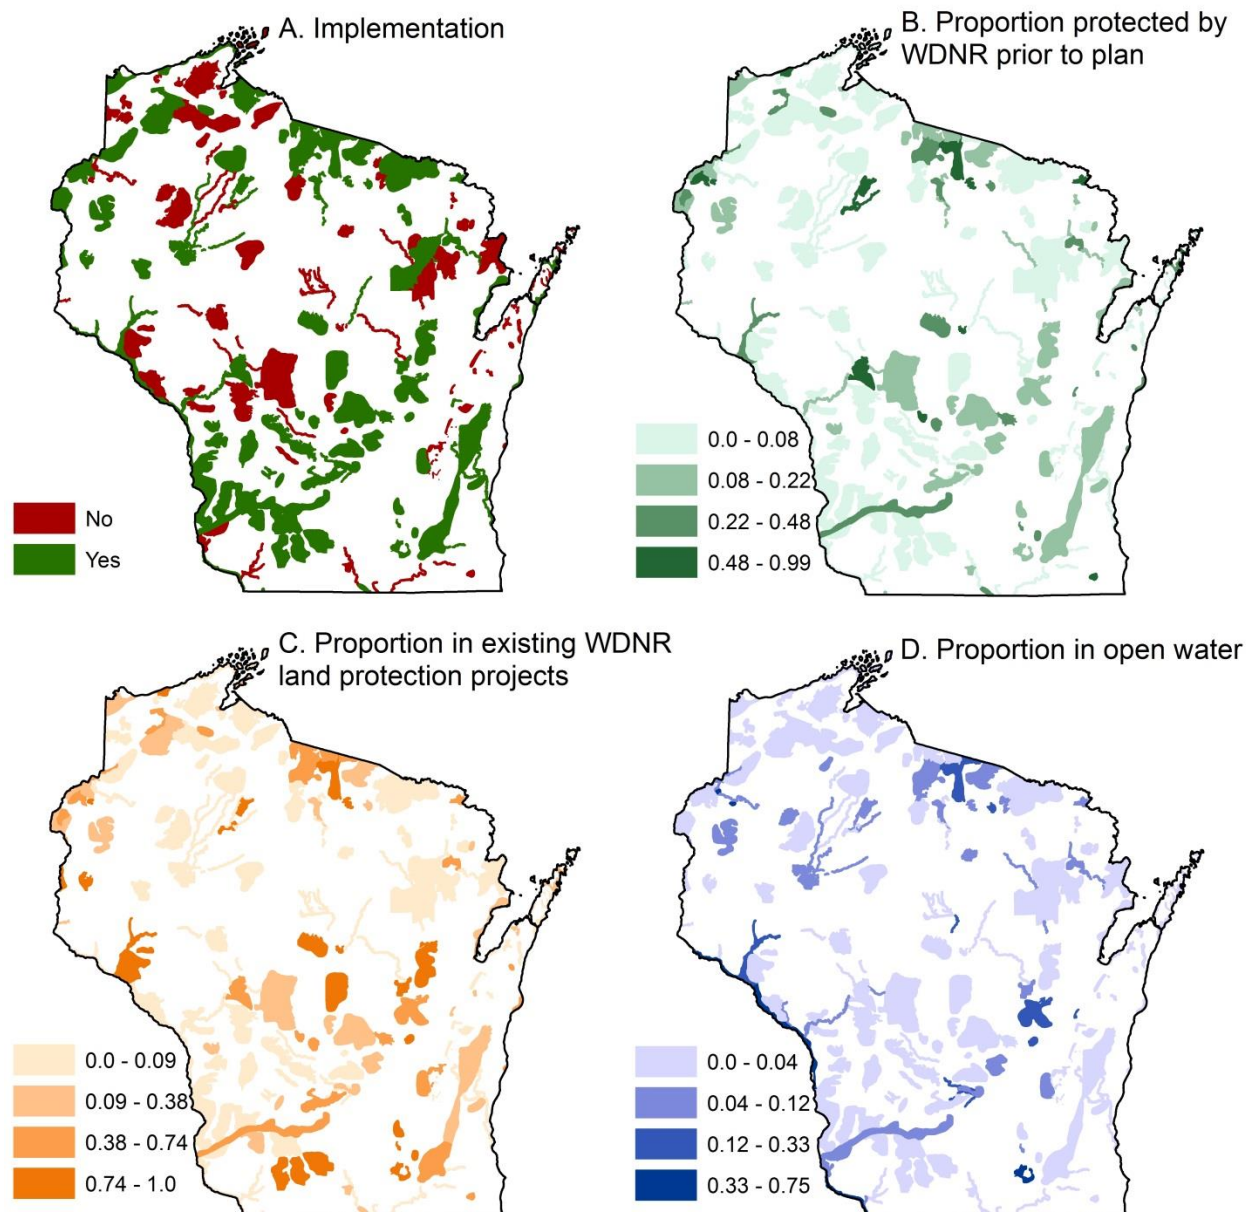 A. Implementation
No
Yes
B. Proportion protected by
WDNR prior to plan
0.0 - 0.08
0.08 - 0.22
0.22 - 0.48
0.48 - 0.99
C. Proportion in existing WDNR
land protection projects
0.0 - 0.09
0.09 - 0.38
0.38 - 0.74
0.74 - 1.0
D. Proportion in open water
0.0 - 0.04
0.04 - 0.12
0.12 - 0.33
0.33 - 0.75